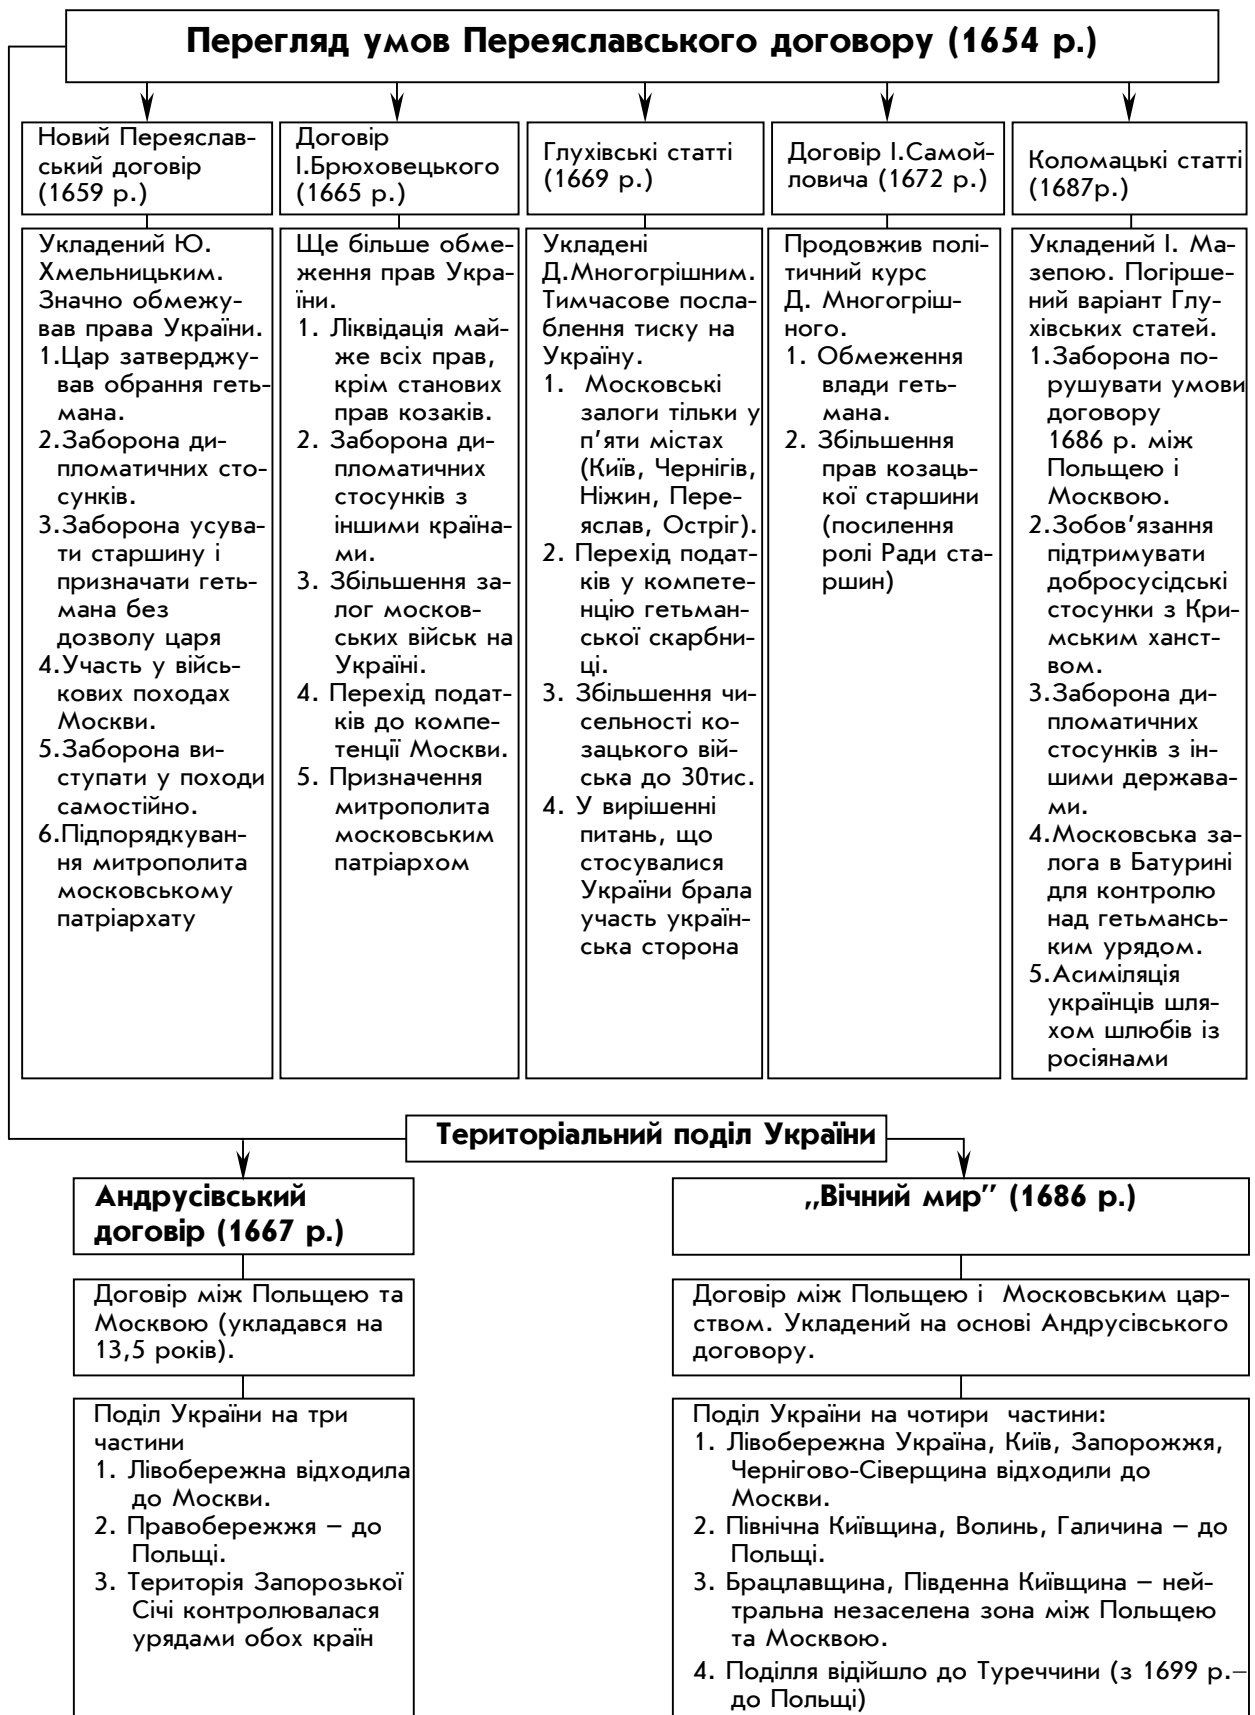 Перегляд умов Переяславського договору (1654 р.)
Новий Переяслав-
ський договір
(1659 р.)
Укладений Ю.
Хмельницьким.
Значно обмежу-
вав права України.
1.Цар затверджу-
вав обрання геть-
мана.
2.Заборона ди-
пломатичних сто-
сунків.
3.Заборона усува-
ти старшину і
призначати геть-
мана без
дозволу царя
4.Участь у війсь-
кових походах
Москви.
5.Заборона ви-
ступати у походи
самостійно.
6.Підпорядкуван-
ня митрополита
московському
патріархату
Договір
І.Брюховецького
(1665 р.)
Ще більше обме-
ження прав Укра-
їни.
1. Ліквідація май-
же всіх прав,
крім станових
прав козаків.
2. Заборона ди-
пломатичних
стосунків з
іншими країна-
ми.
3. Збільшення за-
лог москов-
ських військ на
Україні.
4. Перехід подат-
ків до компе-
тенції Москви.
5. Призначення
митрополита
московським
патріархом
Глухівські статті
(1669 р.)
Укладені
Д.Многогрішним.
Тимчасове посла-
блення тиску на
Україну.
1. Московські
залоги тільки у
п’яти містах
(Київ, Чернігів,
Ніжин, Пере-
яслав, Остріг).
2. Перехід подат-
ків у компете-
нцію гетьман-
ської скарбни-
ці.
3. Збільшення чи-
сельності ко-
зацького вій-
ська до 30тис.
4. У вирішенні
питань, що
стосувалися
України брала
участь україн-
ська сторона
Договір І.Самой-
ловича (1672 р.)
Продовжив полі-
тичний курс
Д. Многогріш-
ного.
1. Обмеження
влади геть-
мана.
2. Збільшення
прав козаць-
кої старшини
(посилення
ролі Ради ста-
ршин)
Коломацькі статті
(1687р.)
Укладений І. Ма-
зепою. Погірше-
ний варіант Глу-
хівських статей.
1.Заборона по-
рушувати умови
договору
1686 р. між
Польщею і
Москвою.
2.Зобов’язання
підтримувати
добросусідські
стосунки з Кри-
мським ханст-
вом.
3.Заборона ди-
пломатичних
стосунків з ін-
шими держава-
ми.
4.Московська за-
лога в Батурині
для контролю
над гетьмансь-
ким урядом.
5.Асиміляція
українців шля-
хом шлюбів із
росіянами
Територіальний поділ України
Андрусівський
договір (1667 р.)
Договір між Польщею та
Москвою (укладався на
13,5 років).
Поділ України на три
частини
1. Лівобережна відходила
до Москви.
2. Правобережжя – до
Польщі.
3. Територія Запорозької
Січі контролювалася
урядами обох країн
„Вічний мир” (1686 р.)
Договір між Польщею і Московським цар-
ством. Укладений на основі Андрусівського
договору.
Поділ України на чотири частини:
1. Лівобережна Україна, Київ, Запорожжя,
Чернігово-Сіверщина відходили до
Москви.
2. Північна Київщина, Волинь, Галичина – до
Польщі.
3. Брацлавщина, Південна Київщина – ней-
тральна незаселена зона між Польщею
та Москвою.
4. Поділля відійшло до Туреччини (з 1699 р.–
до Польщі)